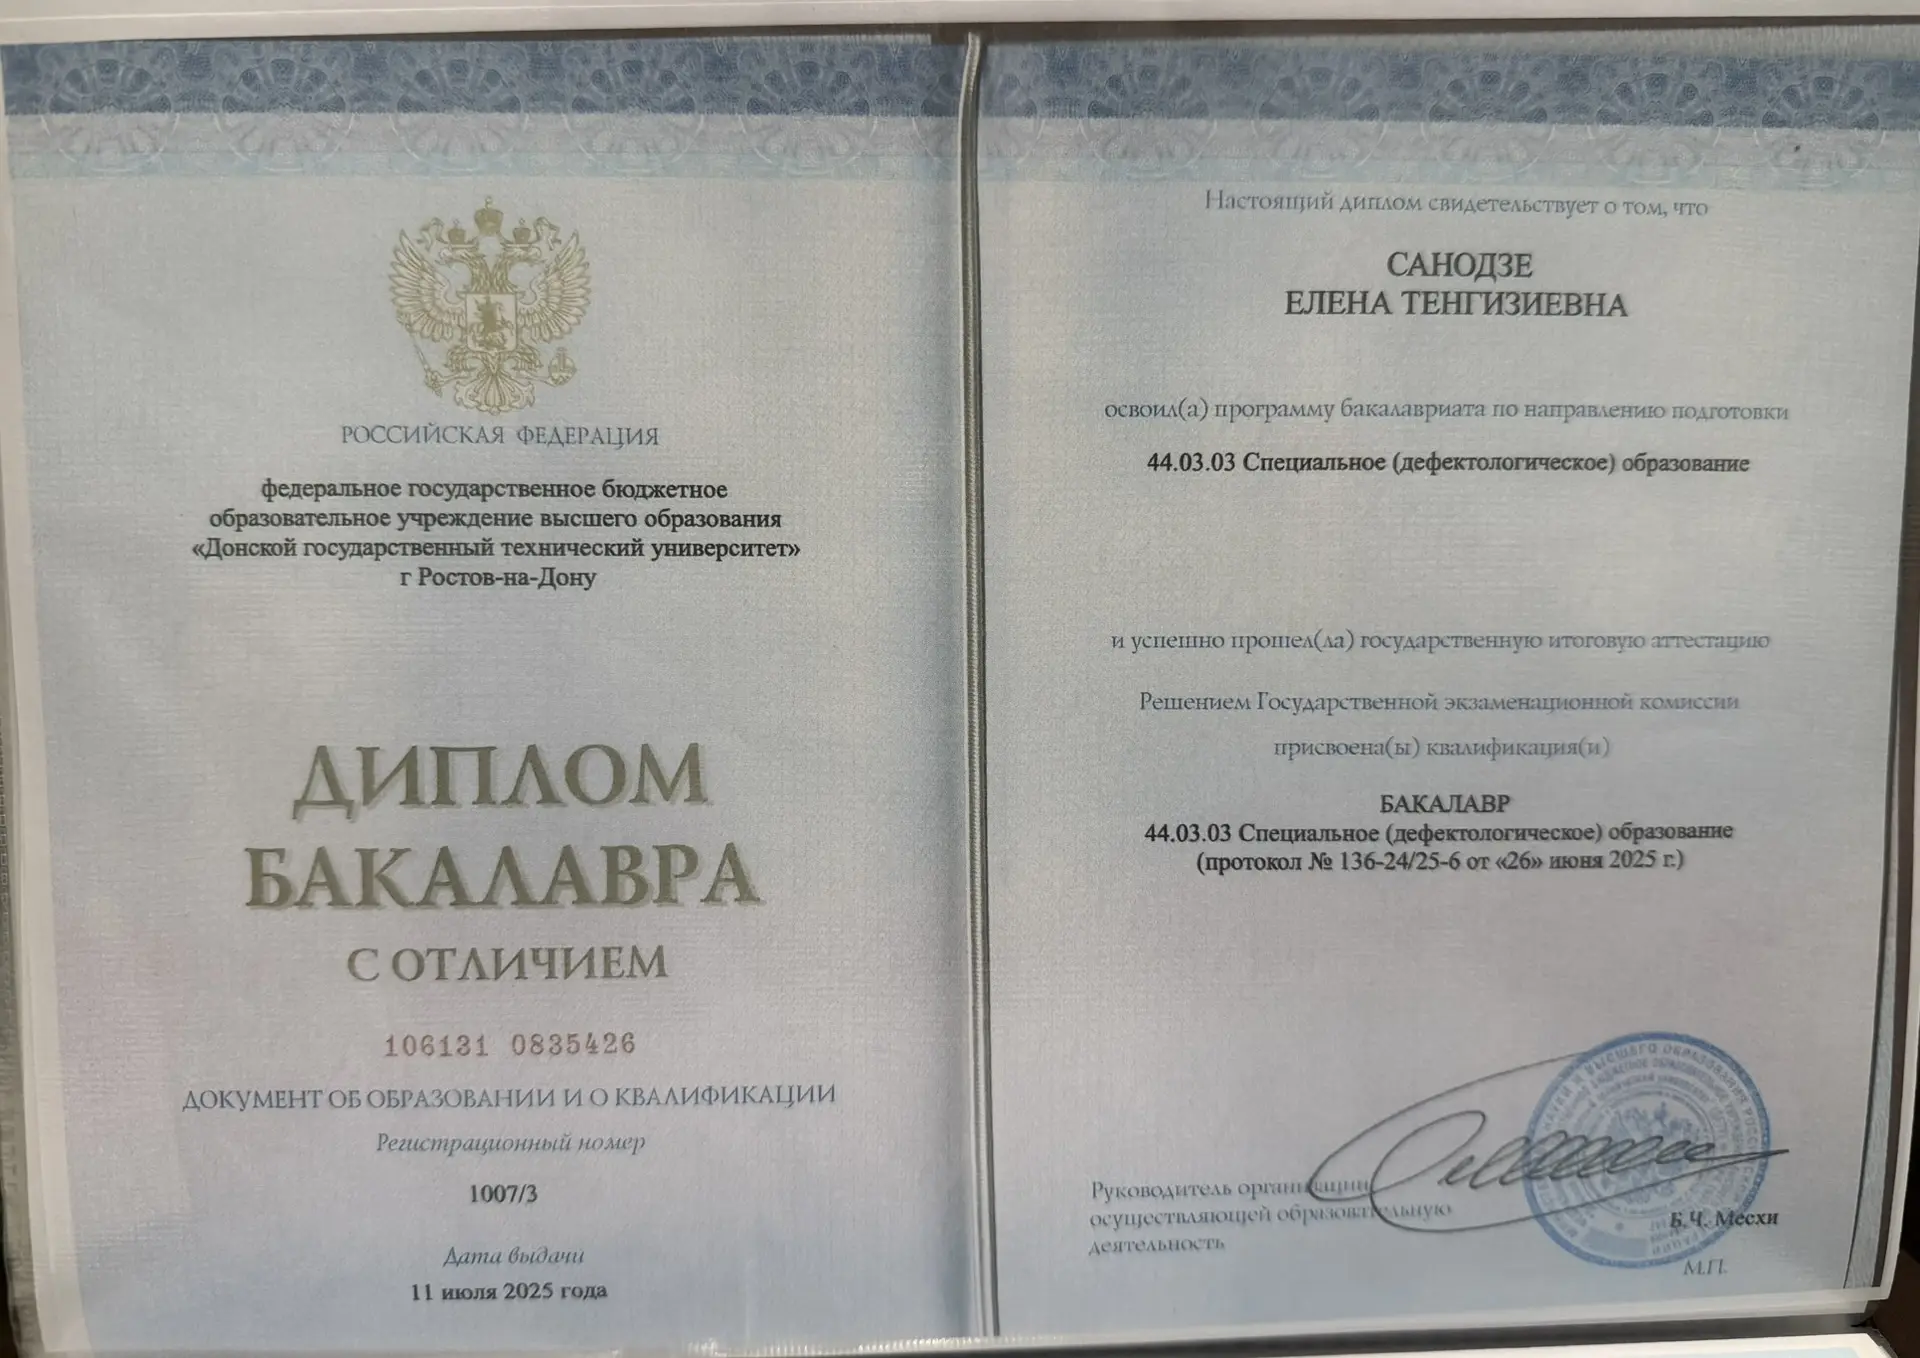 РОССИЙСКАЯ ФЕДЕРАЦИЯ
федеральное государственное бюджетное
образовательное учреждение высшего образования
«Донской государственный технический университет»
г Ростов-на-Дону
ДИПЛОМ
БАКАЛАВРА
С ОТЛИЧИЕМ
106131 0835426
ДОКУМЕНТ ОБ ОБРАЗОВАНИИ И О КВАЛИФИКАЦИИ
Регистрационный номер
1007/3
Дата выдачи
11 июля 2025 года
Настоящий диплом свидетельствует о том, что
САНОДЗЕ
ЕЛЕНА ТЕНГИЗИЕВНА
освоил(а) программу бакалавриата по направлению подготовки
44.03.03 Специальное (дефектологическое) образование
и успешно прошел(ла) государственную итоговую аттестацию
Решением Государственной экзаменационной комиссии
присвоена(ы) квалификация(и)
БАКАЛАВР
44.03.03 Специальное (дефектологическое) образование
(протокол № 136-24/25-6 от «26» июня 2025 г.)
Руководитель организации
осуществляющей образовательную
деятельность
Б.Ч. Месхи
М.П.
ВЫСШЕГО ОБРАЗОВАНИЯ